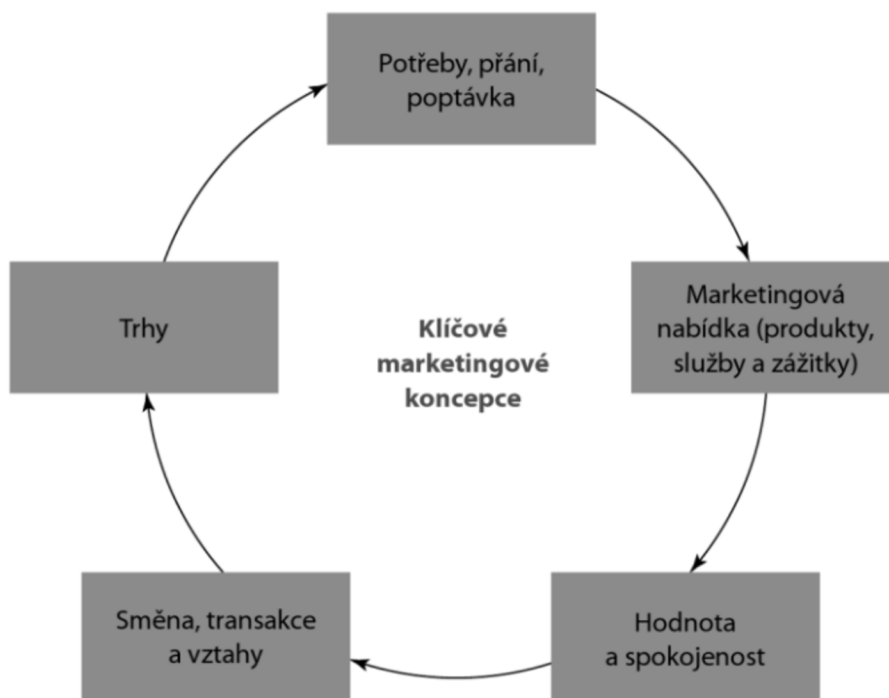 Potřeby, přání,
poptávka
Marketingová
nabídka (produkty,
služby a zážitky)
Hodnota
a spokojenost
Směna, transakce
a vztahy
Trhy
Klíčové
marketingové
koncepce